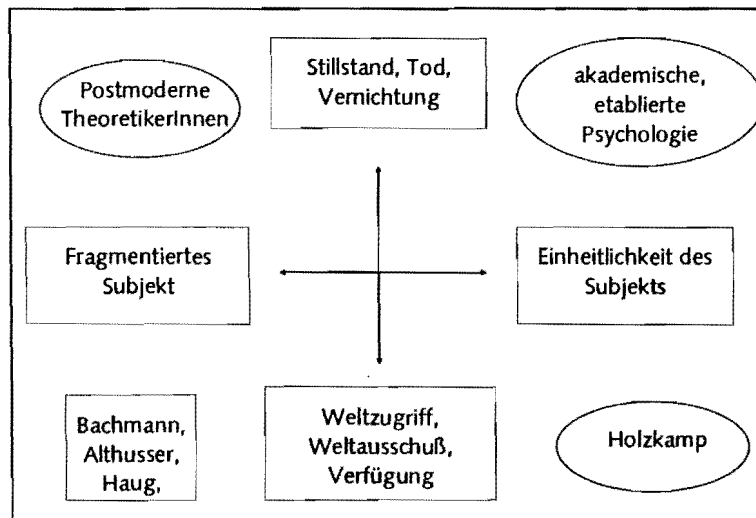 Postmoderne
TheoretikerInnen
Stillstand, Tod,
Vernichtung
akademische,
etablierte
Psychologie
Fragmentiertes
Subjekt
Einheitlichkeit des
Subjekts
Bachmann,
Althusser,
Haug,
Weltzugriff,
Weltausschuß,
Verfügung
Holzkamp